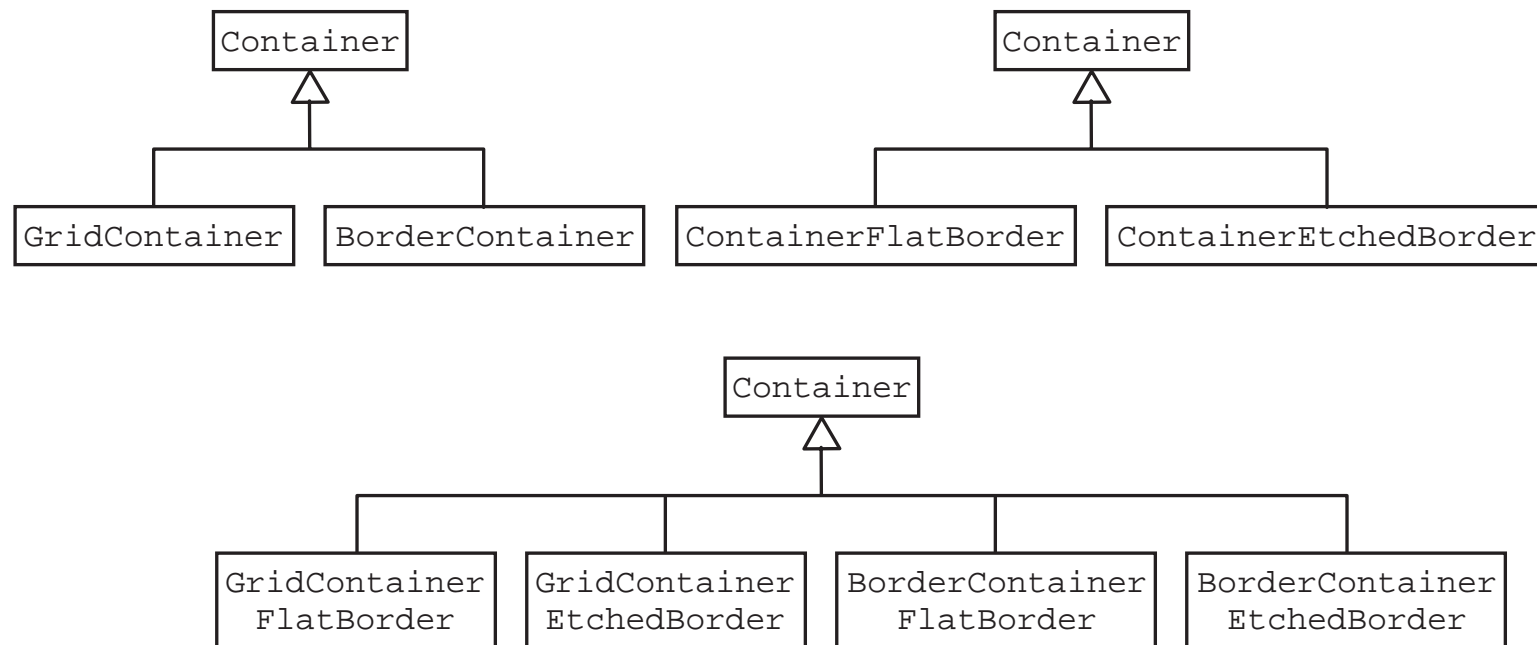 Container
Container
GridContainer
BorderContainer
ContainerFlatBorder
ContainerEtchedBorder
Container
GridContainer
FlatBorder
GridContainer
EtchedBorder
BorderContainer
FlatBorder
BorderContainer
EtchedBorder